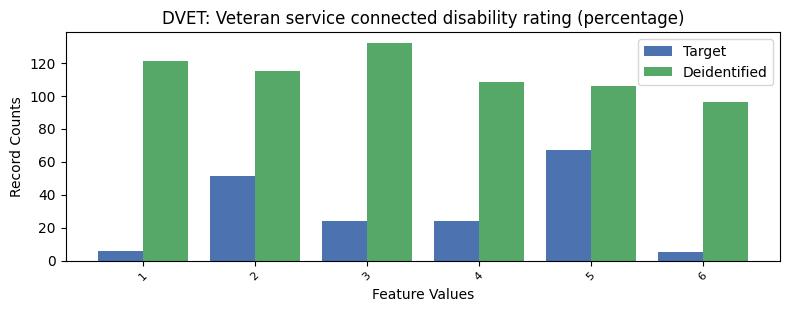 DVET: Veteran service connected disability rating (percentage)
Target
Deidentified
Record Counts
120
100
80
60
40
20
0
1 2 3 4 5 6
Feature Values